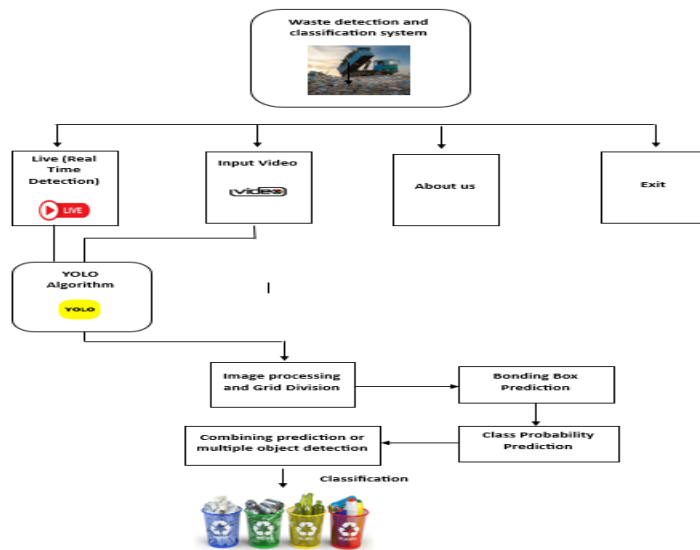 Waste detection and
classification system
Live (Real
Time
Detection)
LIVE
Input Video
video
About us
Exit
YOLO
Algorithm
YOLO
Image processing
and Grid Division
Bonding Box
Prediction
Combining prediction or
multiple object detection
Class Probability
Prediction
Classification